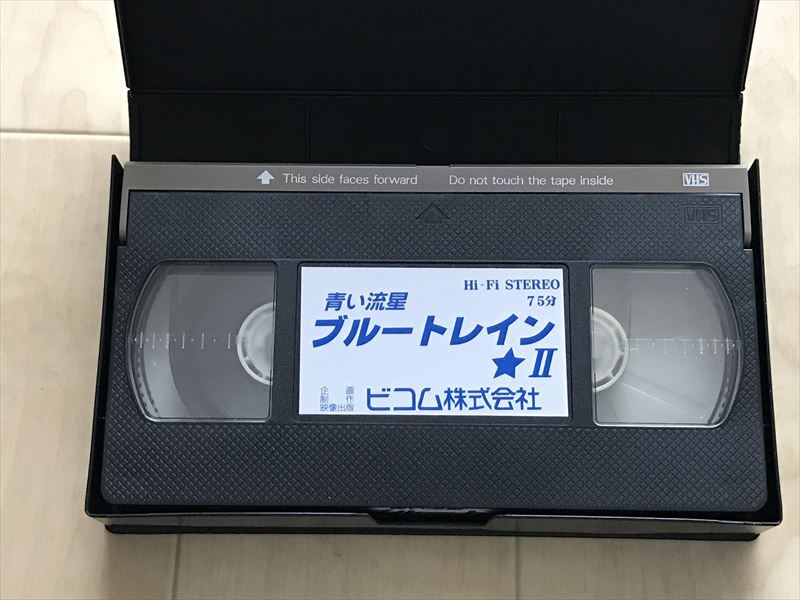 This side faces forward Do not touch the tape inside VHS
VHS
Hi-Fi STEREO
75分
青い流星
ブルートレイン
★II
企画
制作
映像出版
ビコム株式会社